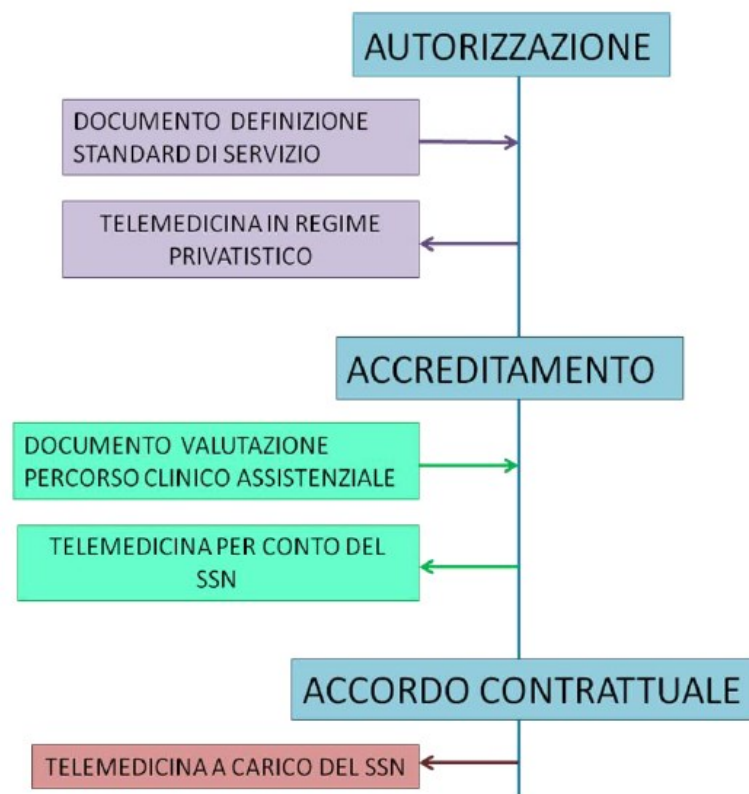 AUTORIZZAZIONE
DOCUMENTO DEFINIZIONE
STANDARD DI SERVIZIO
TELEMEDICINA IN REGIME
PRIVATISTICO
ACCREDITAMENTO
DOCUMENTO VALUTAZIONE
PERCORSO CLINICO ASSISTENZIALE
TELEMEDICINA PER CONTO DEL
SSN
ACCORDO CONTRATTUALE
TELEMEDICINA A CARICO DEL SSN